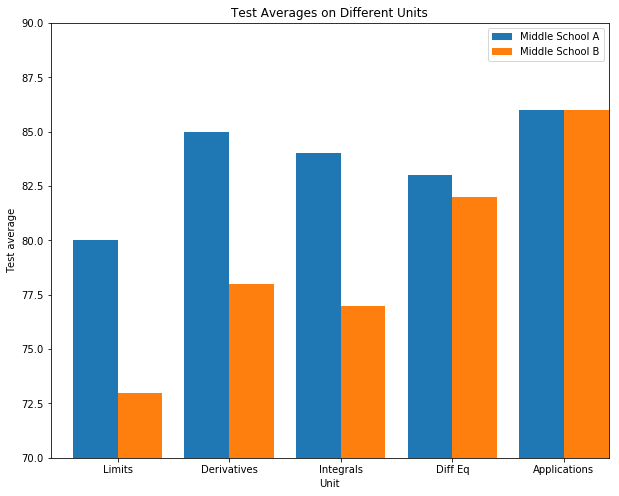 Test Averages on Different Units
Middle School A
Middle School B
Test average
90.0
87.5
85.0
82.5
80.0
77.5
75.0
72.5
70.0
Limits Derivatives Integrals Diff Eq Applications
Unit